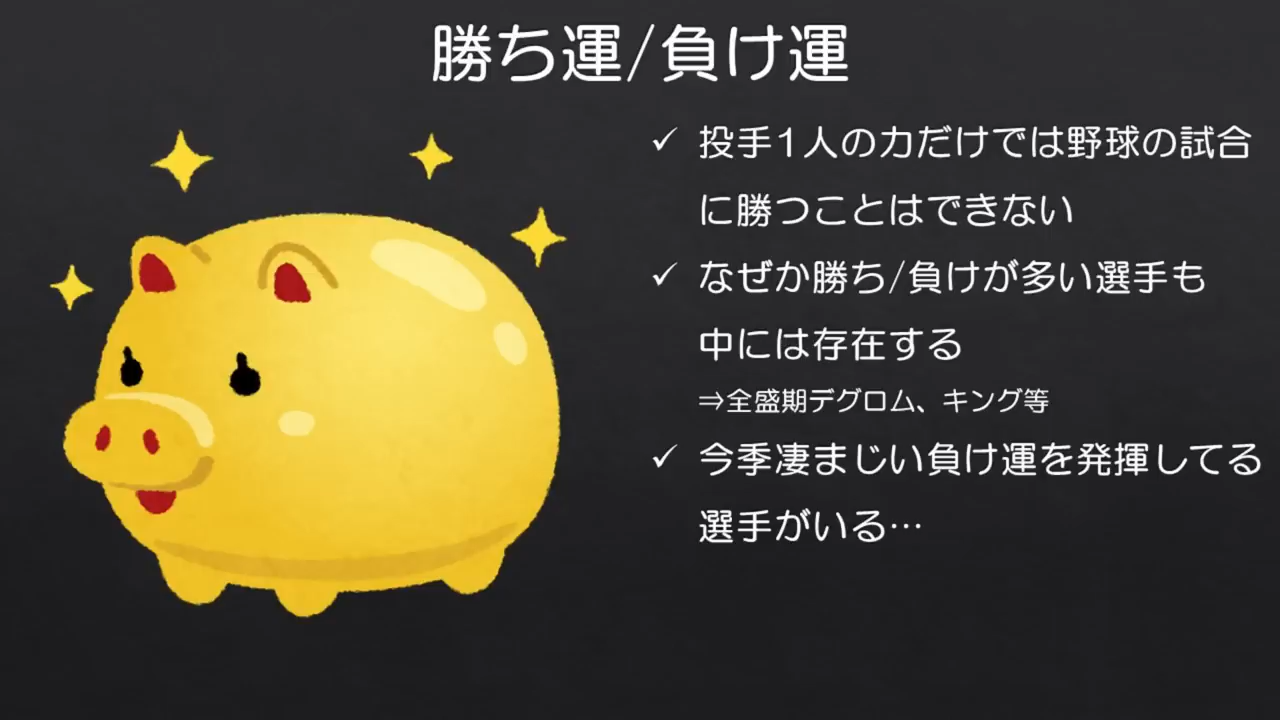 勝ち運/負け運
✓ 投手1人の力だけでは野球の試合
に勝つことはできない
✓ なぜか勝ち/負けが多い選手も
中には存在する
⇒全盛期デグロム、キング等
✓ 今季凄まじい負け運を発揮してる
選手がいる…